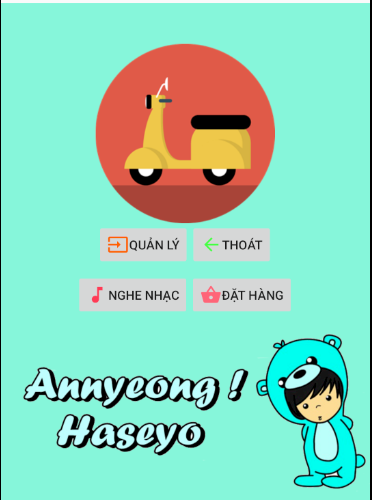 QUẢN LÝ THOÁT
NGHE NHẠC ĐẶT HÀNG
Annyeong !
Haseyo